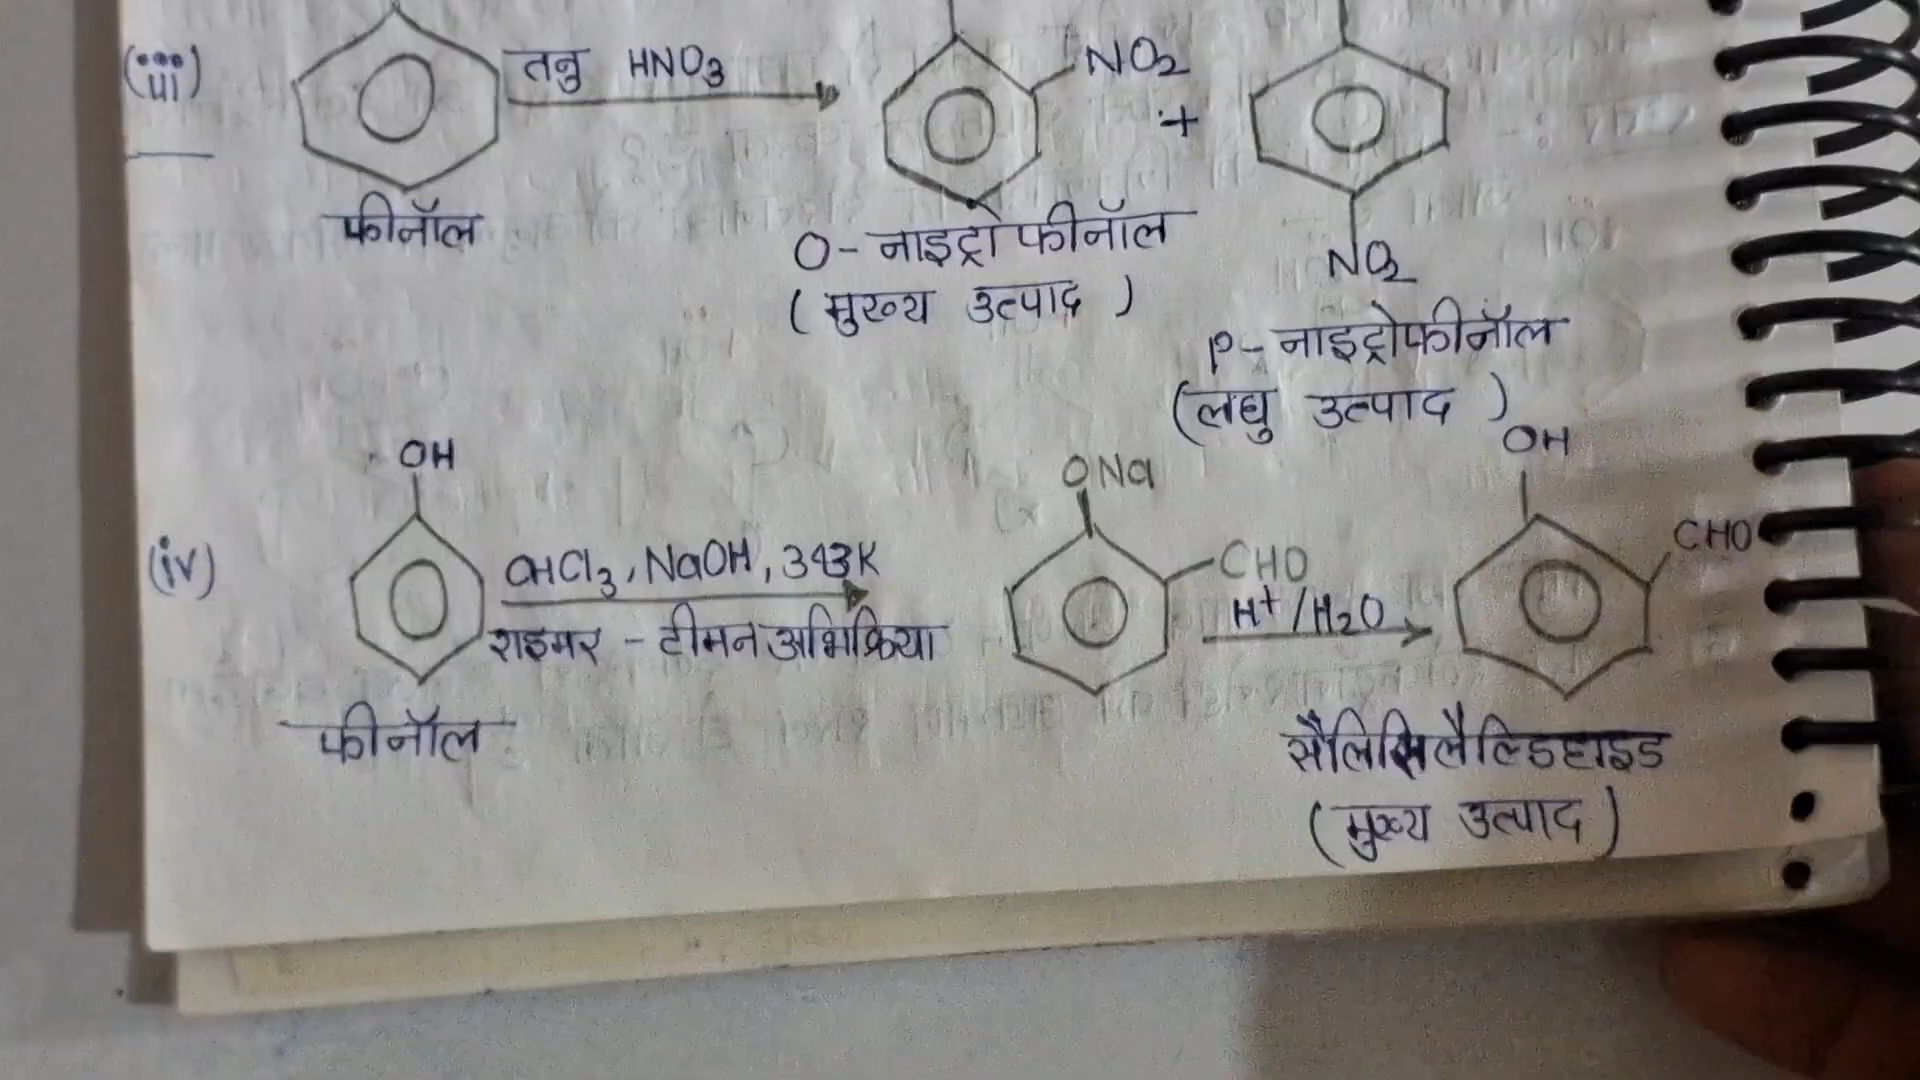 (iii) तनु HNO3 NO2
+
फीनॉल
O-नाइट्रोफीनॉल
(मुख्य उत्पाद)
NO2
P-नाइट्रोफीनॉल
(लघु उत्पाद)
OH ONa OH
(iv) CHCl3, NaOH, 343K CHO CHO
राइमर - टीमन अभिक्रिया H+/H2O
फीनॉल
सैलिसिलैल्डिहाइड
(मुख्य उत्पाद)